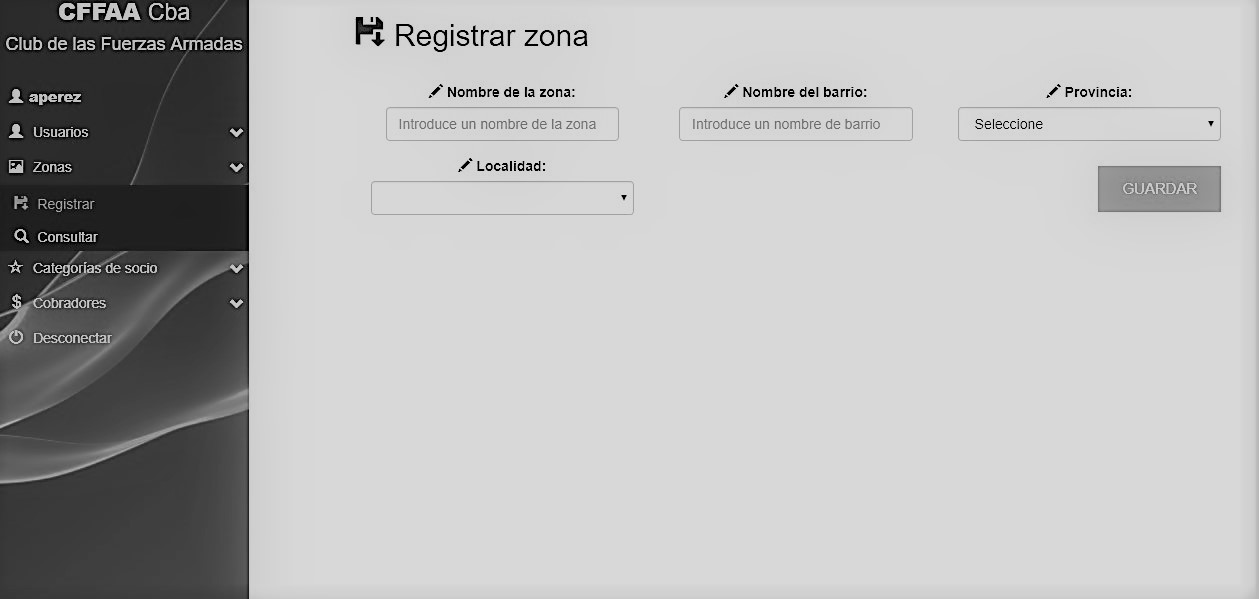 CFFAA Cba
Club de las Fuerzas Armadas
aperez
Usuarios
Zonas
Registrar
Consultar
Categorías de socio
$ Cobradores
Desconectar
Registrar zona
Nombre de la zona:
Nombre del barrio:
Provincia:
Introduce un nombre de la zona
Introduce un nombre de barrio
Seleccione
Localidad:
GUARDAR